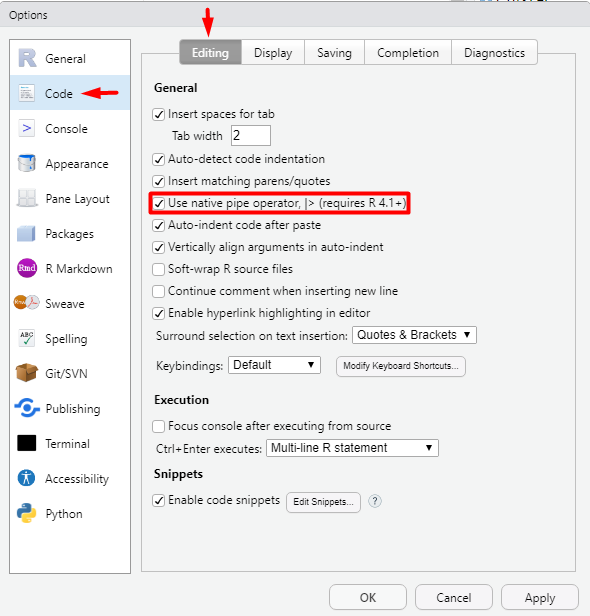 Options
General
Code
Console
Appearance
Pane Layout
Packages
Rmd R Markdown
Sweave
ABC Spelling
Git/SVN
Publishing
Terminal
Accessibility
Python
Editing Display Saving Completion Diagnostics
General
Insert spaces for tab
Tab width 2
Auto-detect code indentation
Insert matching parens/quotes
Use native pipe operator, |> (requires R 4.1+)
Auto-indent code after paste
Vertically align arguments in auto-indent
Soft-wrap R source files
Continue comment when inserting new line
Enable hyperlink highlighting in editor
Surround selection on text insertion: Quotes & Brackets
Keybindings: Default Modify Keyboard Shortcuts...
Execution
Focus console after executing from source
Ctrl+Enter executes: Multi-line R statement
Snippets
Enable code snippets Edit Snippets... ?
OK Cancel Apply